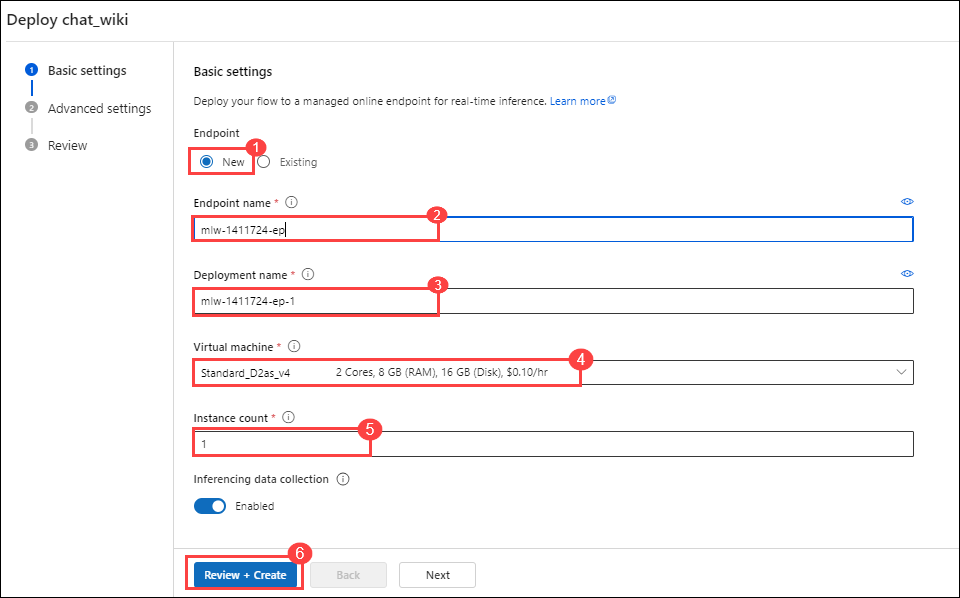 Deploy chat_wiki
1 Basic settings
2 Advanced settings
3 Review
Basic settings
Deploy your flow to a managed online endpoint for real-time inference. Learn more
Endpoint
New 1 Existing
Endpoint name *
2
mlw-1411724-ep
Deployment name *
3
mlw-1411724-ep-1
Virtual machine *
4
Standard_D2as_v4 2 Cores, 8 GB (RAM), 16 GB (Disk), $0.10/hr
Instance count *
5
1
Inferencing data collection
Enabled
6
Review + Create Back Next